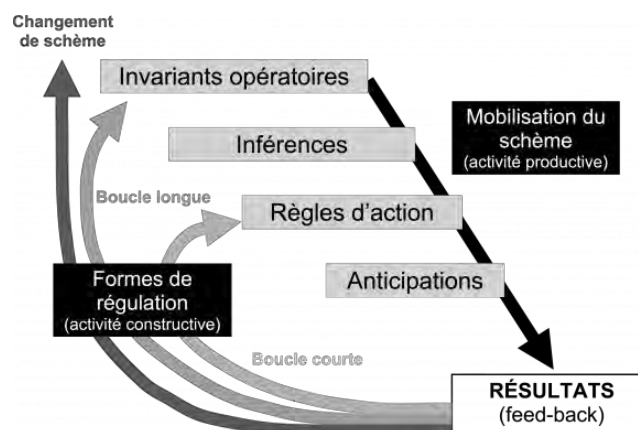 Changement
de schème
Invariants opératoires
Mobilisation du
schème
(activité productive)
Inférences
Boucle longue
Règles d'action
Formes de
régulation
(activité constructive)
Anticipations
Boucle courte
RÉSULTATS
(feed-back)